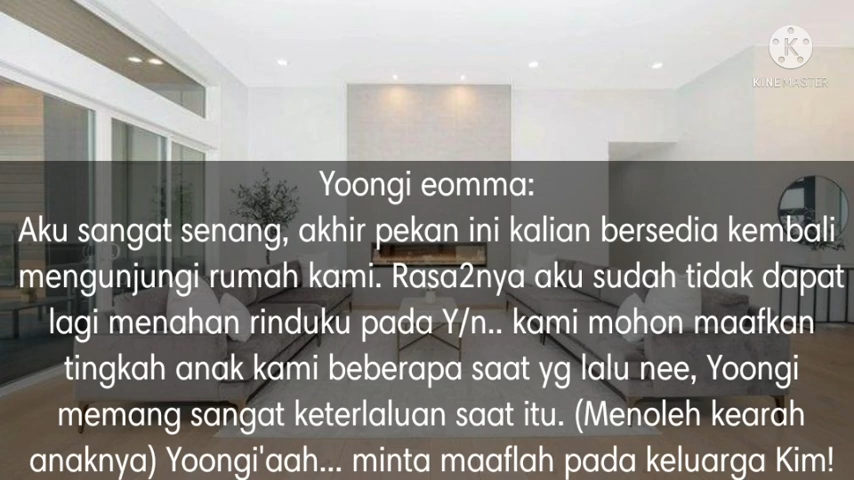 KINEMASTER
Yoongi eomma:
Aku sangat senang, akhir pekan ini kalian bersedia kembali
mengunjungi rumah kami. Rasa2nya aku sudah tidak dapat
lagi menahan rinduku pada Y/n.. kami mohon maafkan
tingkah anak kami beberapa saat yg lalu nee, Yoongi
memang sangat keterlaluan saat itu. (Menoleh kearah
anaknya) Yoongi'aah... minta maaflah pada keluarga Kim!